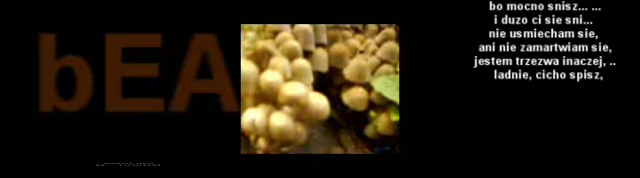 bEA
bo mocno snisz... ...
i duzo ci sie sni...
nie usmiecham sie,
ani nie zamartwiam sie,
jestem trzezwa inaczej, ..
ladnie, cicho spisz,